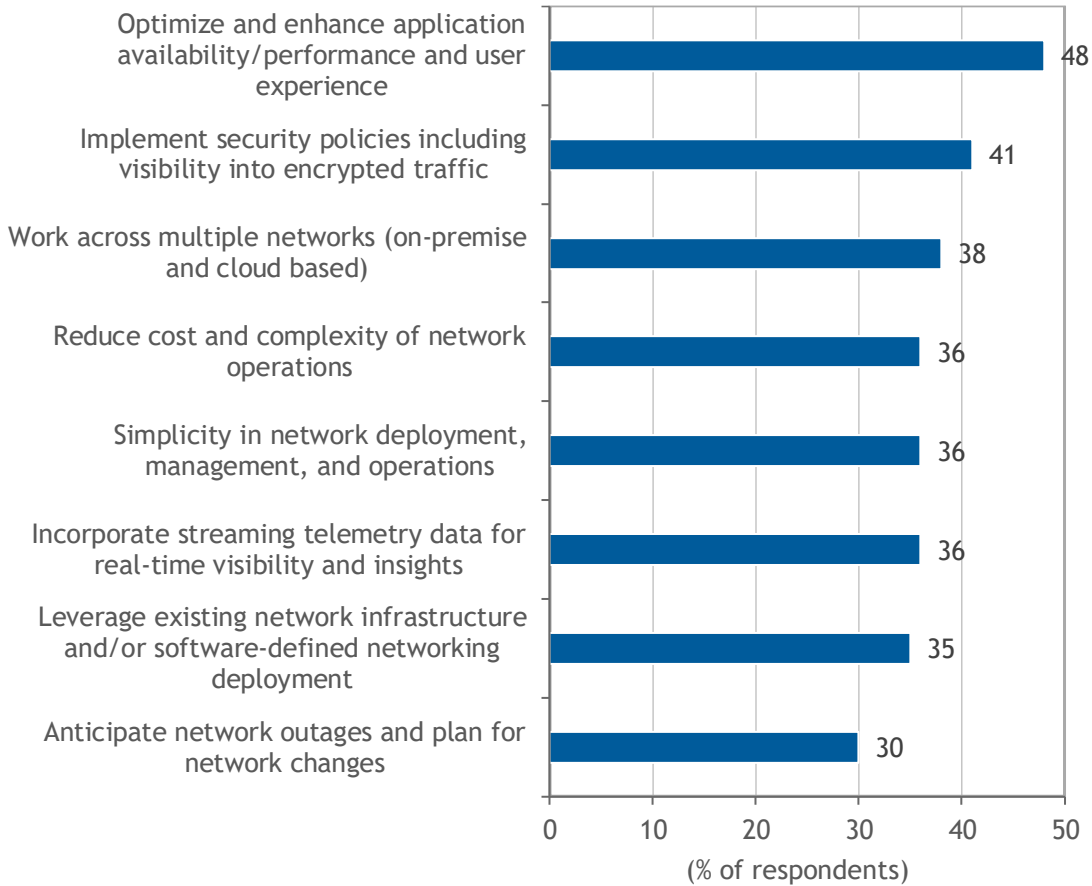 Optimize and enhance application
availability/performance and user
experience
48
Implement security policies including
visibility into encrypted traffic
41
Work across multiple networks (on-premise
and cloud based)
38
Reduce cost and complexity of network
operations
36
Simplicity in network deployment,
management, and operations
36
Incorporate streaming telemetry data for
real-time visibility and insights
36
Leverage existing network infrastructure
and/or software-defined networking
deployment
35
Anticipate network outages and plan for
network changes
30
0 10 20 30 40 50
(% of respondents)